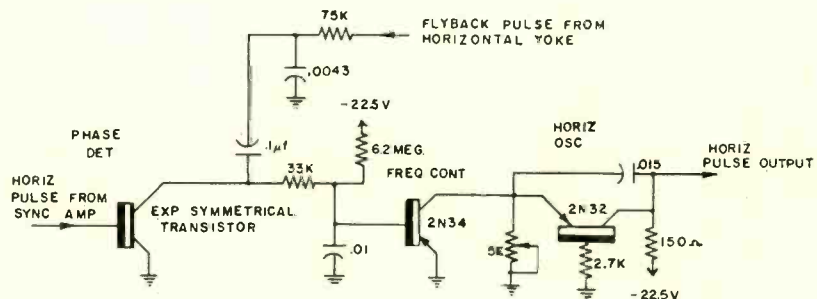 75K
FLYBACK PULSE FROM
HORIZONTAL YOKE
.0043
-22.5V
PHASE
DET
.1µf
6.2 MEG.
HORIZ
OSC
.015
HORIZ
PULSE OUTPUT
33K
FREQ CONT
HORIZ
PULSE FROM
SYNC AMP
EXP SYMMETRICAL
TRANSISTOR
2N34
2N32
.01
5K
2.7K
150Ω
-22.5V